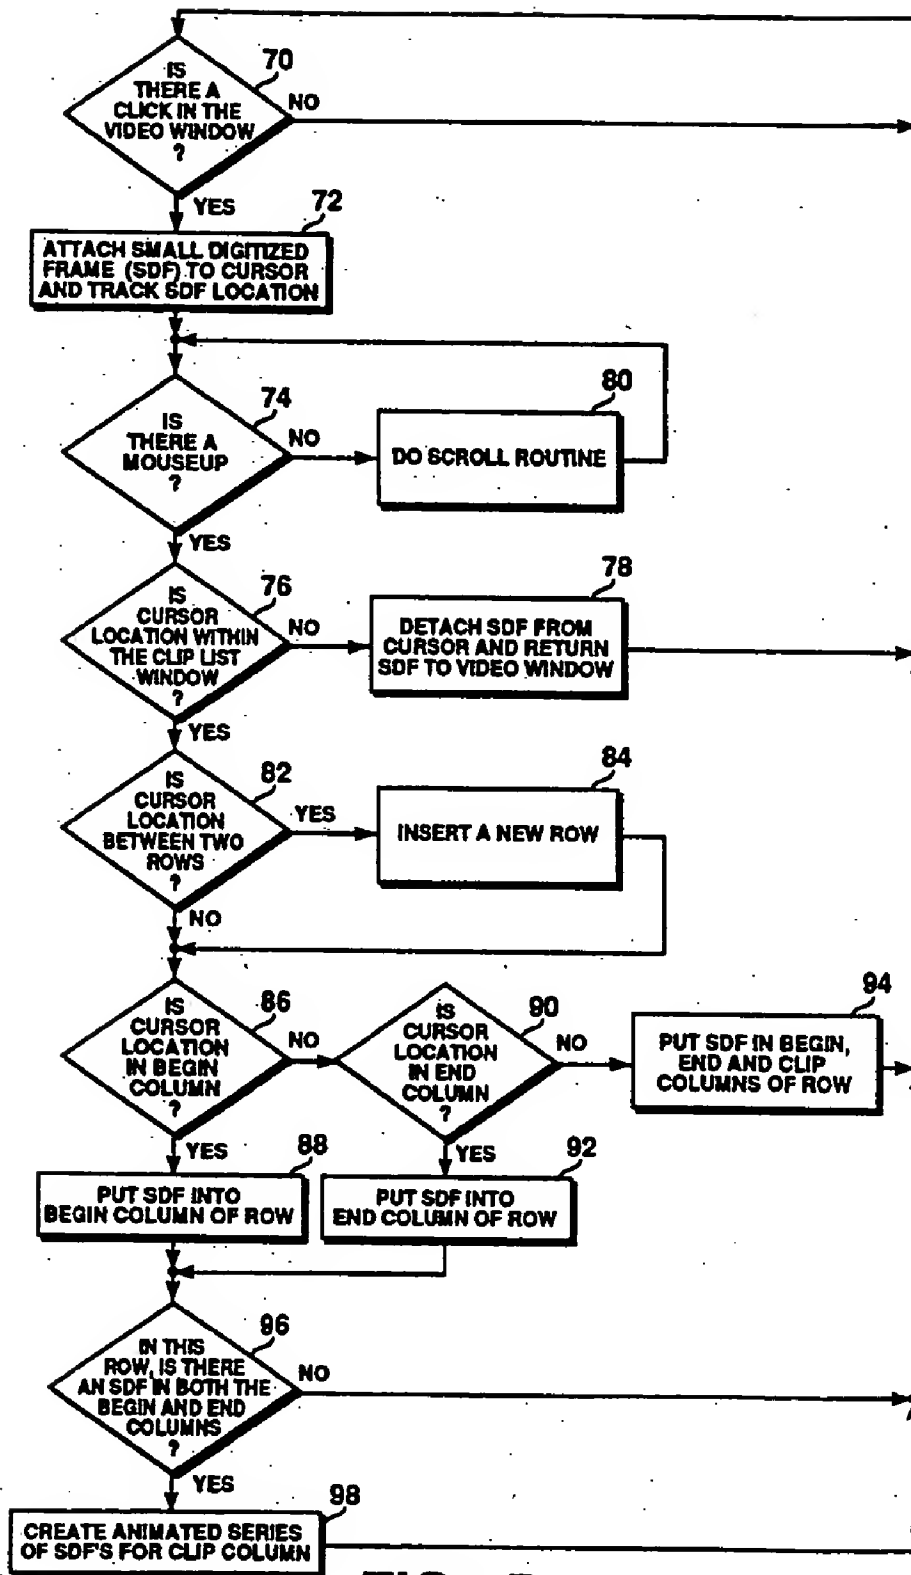 70
IS
THERE A
CLICK IN THE
VIDEO WINDOW
?
NO
YES
72
ATTACH SMALL DIGITIZED
FRAME (SDF) TO CURSOR
AND TRACK SDF LOCATION
74
IS
THERE A
MOUSEUP
?
NO
YES
80
DO SCROLL ROUTINE
76
IS
CURSOR
LOCATION WITHIN
THE CLIP LIST
WINDOW
?
NO
YES
78
DETACH SDF FROM
CURSOR AND RETURN
SDF TO VIDEO WINDOW
82
IS
CURSOR
LOCATION
BETWEEN TWO
ROWS
?
YES
NO
84
INSERT A NEW ROW
86
IS
CURSOR
LOCATION
IN BEGIN
COLUMN
?
NO
YES
90
IS
CURSOR
LOCATION
IN END
COLUMN
?
NO
YES
94
PUT SDF IN BEGIN,
END AND CLIP
COLUMNS OF ROW
88
PUT SDF INTO
BEGIN COLUMN OF ROW
92
PUT SDF INTO
END COLUMN OF ROW
96
IN THIS
ROW, IS THERE
AN SDF IN BOTH THE
BEGIN AND END
COLUMNS
?
NO
YES
98
CREATE ANIMATED SERIES
OF SDF'S FOR CLIP COLUMN